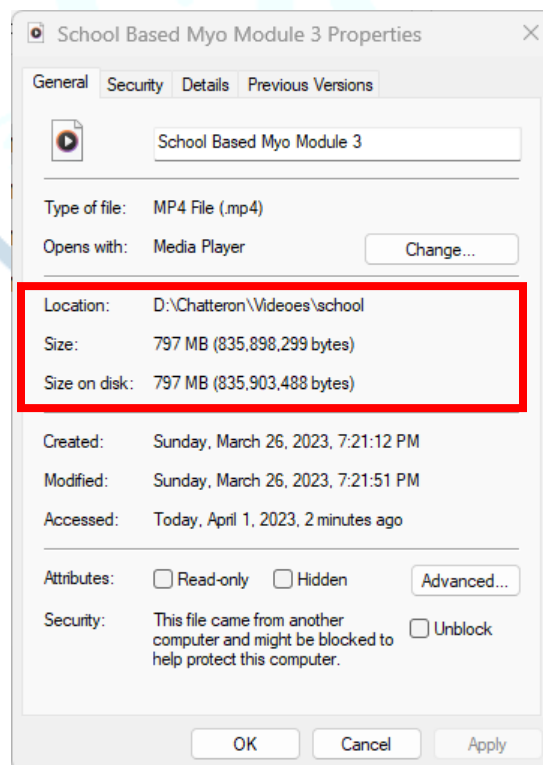 School Based Myo Module 3 Properties
General Security Details Previous Versions
School Based Myo Module 3
Type of file: MP4 File (.mp4)
Opens with: Media Player Change...
Location: D:\Chatteron\Videoes\school
Size: 797 MB (835,898,299 bytes)
Size on disk: 797 MB (835,903,488 bytes)
Created: Sunday, March 26, 2023, 7:21:12 PM
Modified: Sunday, March 26, 2023, 7:21:51 PM
Accessed: Today, April 1, 2023, 2 minutes ago
Attributes: Read-only Hidden Advanced...
Security: This file came from another
computer and might be blocked to
help protect this computer.
Unblock
OK Cancel Apply